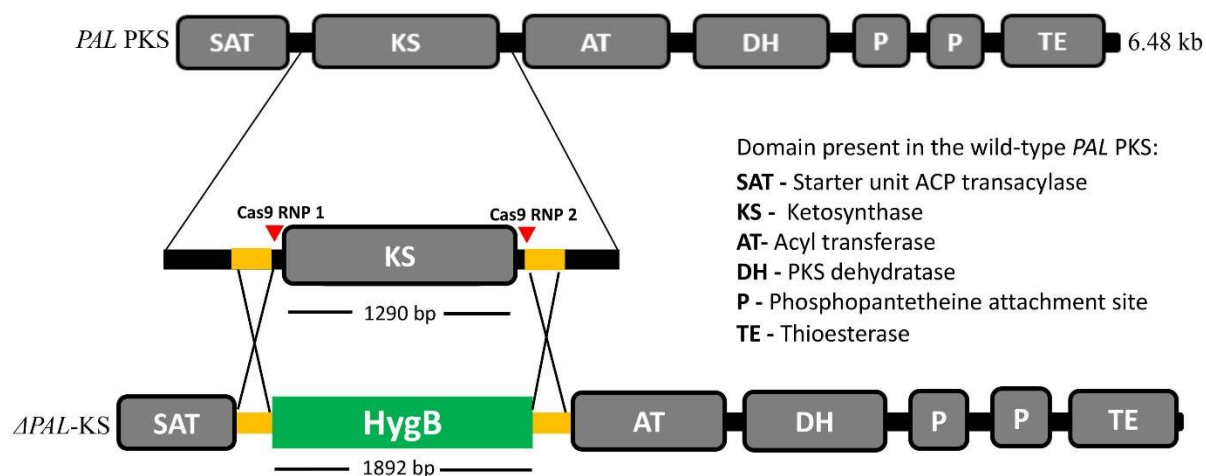 PAL PKS SAT KS AT DH P P TE 6.48 kb
Domain present in the wild-type PAL PKS:
SAT - Starter unit ACP transacylase
KS - Ketosynthase
AT- Acyl transferase
DH - PKS dehydratase
P - Phosphopantetheine attachment site
TE - Thioesterase
Cas9 RNP 1 Cas9 RNP 2
KS
1290 bp
ΔPAL-KS SAT HygB AT DH P P TE
1892 bp